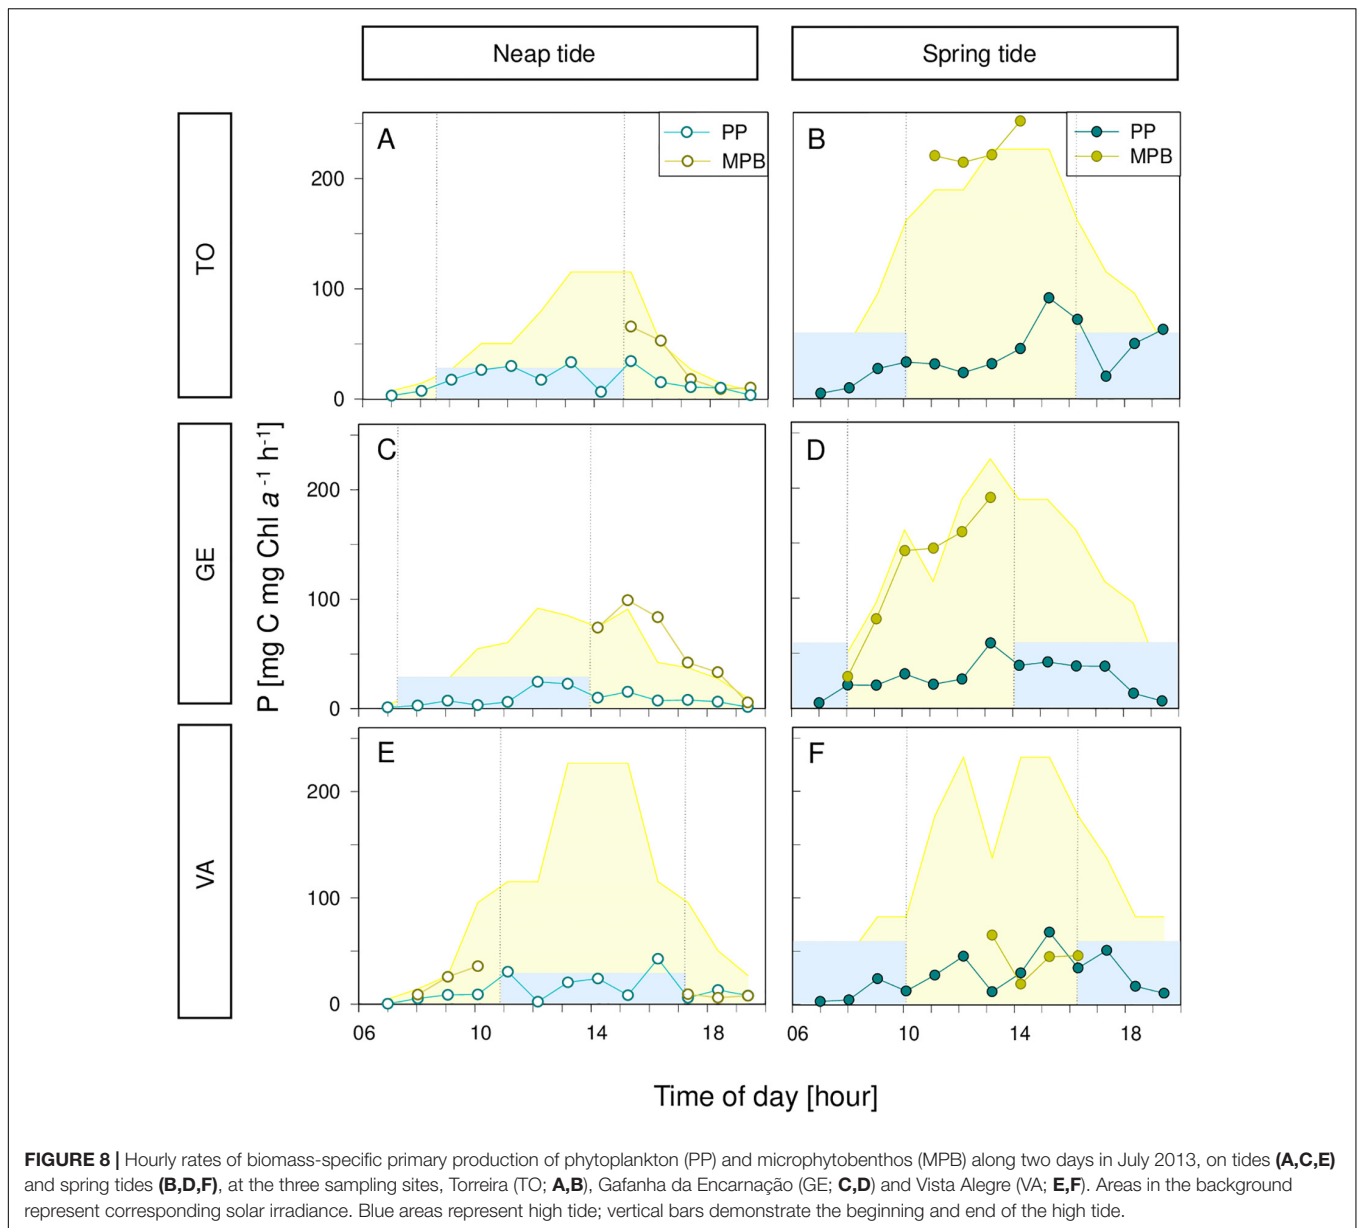 Neap tide
Spring tide
TO
A
PP
MPB
200
100
0
B
PP
MPB
GE
P [mg C mg Chl a -1 h-1]
C
200
100
0
D
VA
E
200
100
0
06
10
14
18
F
06
10
14
18
Time of day [hour]
FIGURE 8 | Hourly rates of biomass-specific primary production of phytoplankton (PP) and microphytobenthos (MPB) along two days in July 2013, on tides (A,C,E)
and spring tides (B,D,F), at the three sampling sites, Torreira (TO; A,B), Gafanha da Encarnação (GE; C,D) and Vista Alegre (VA; E,F). Areas in the background
represent corresponding solar irradiance. Blue areas represent high tide; vertical bars demonstrate the beginning and end of the high tide.